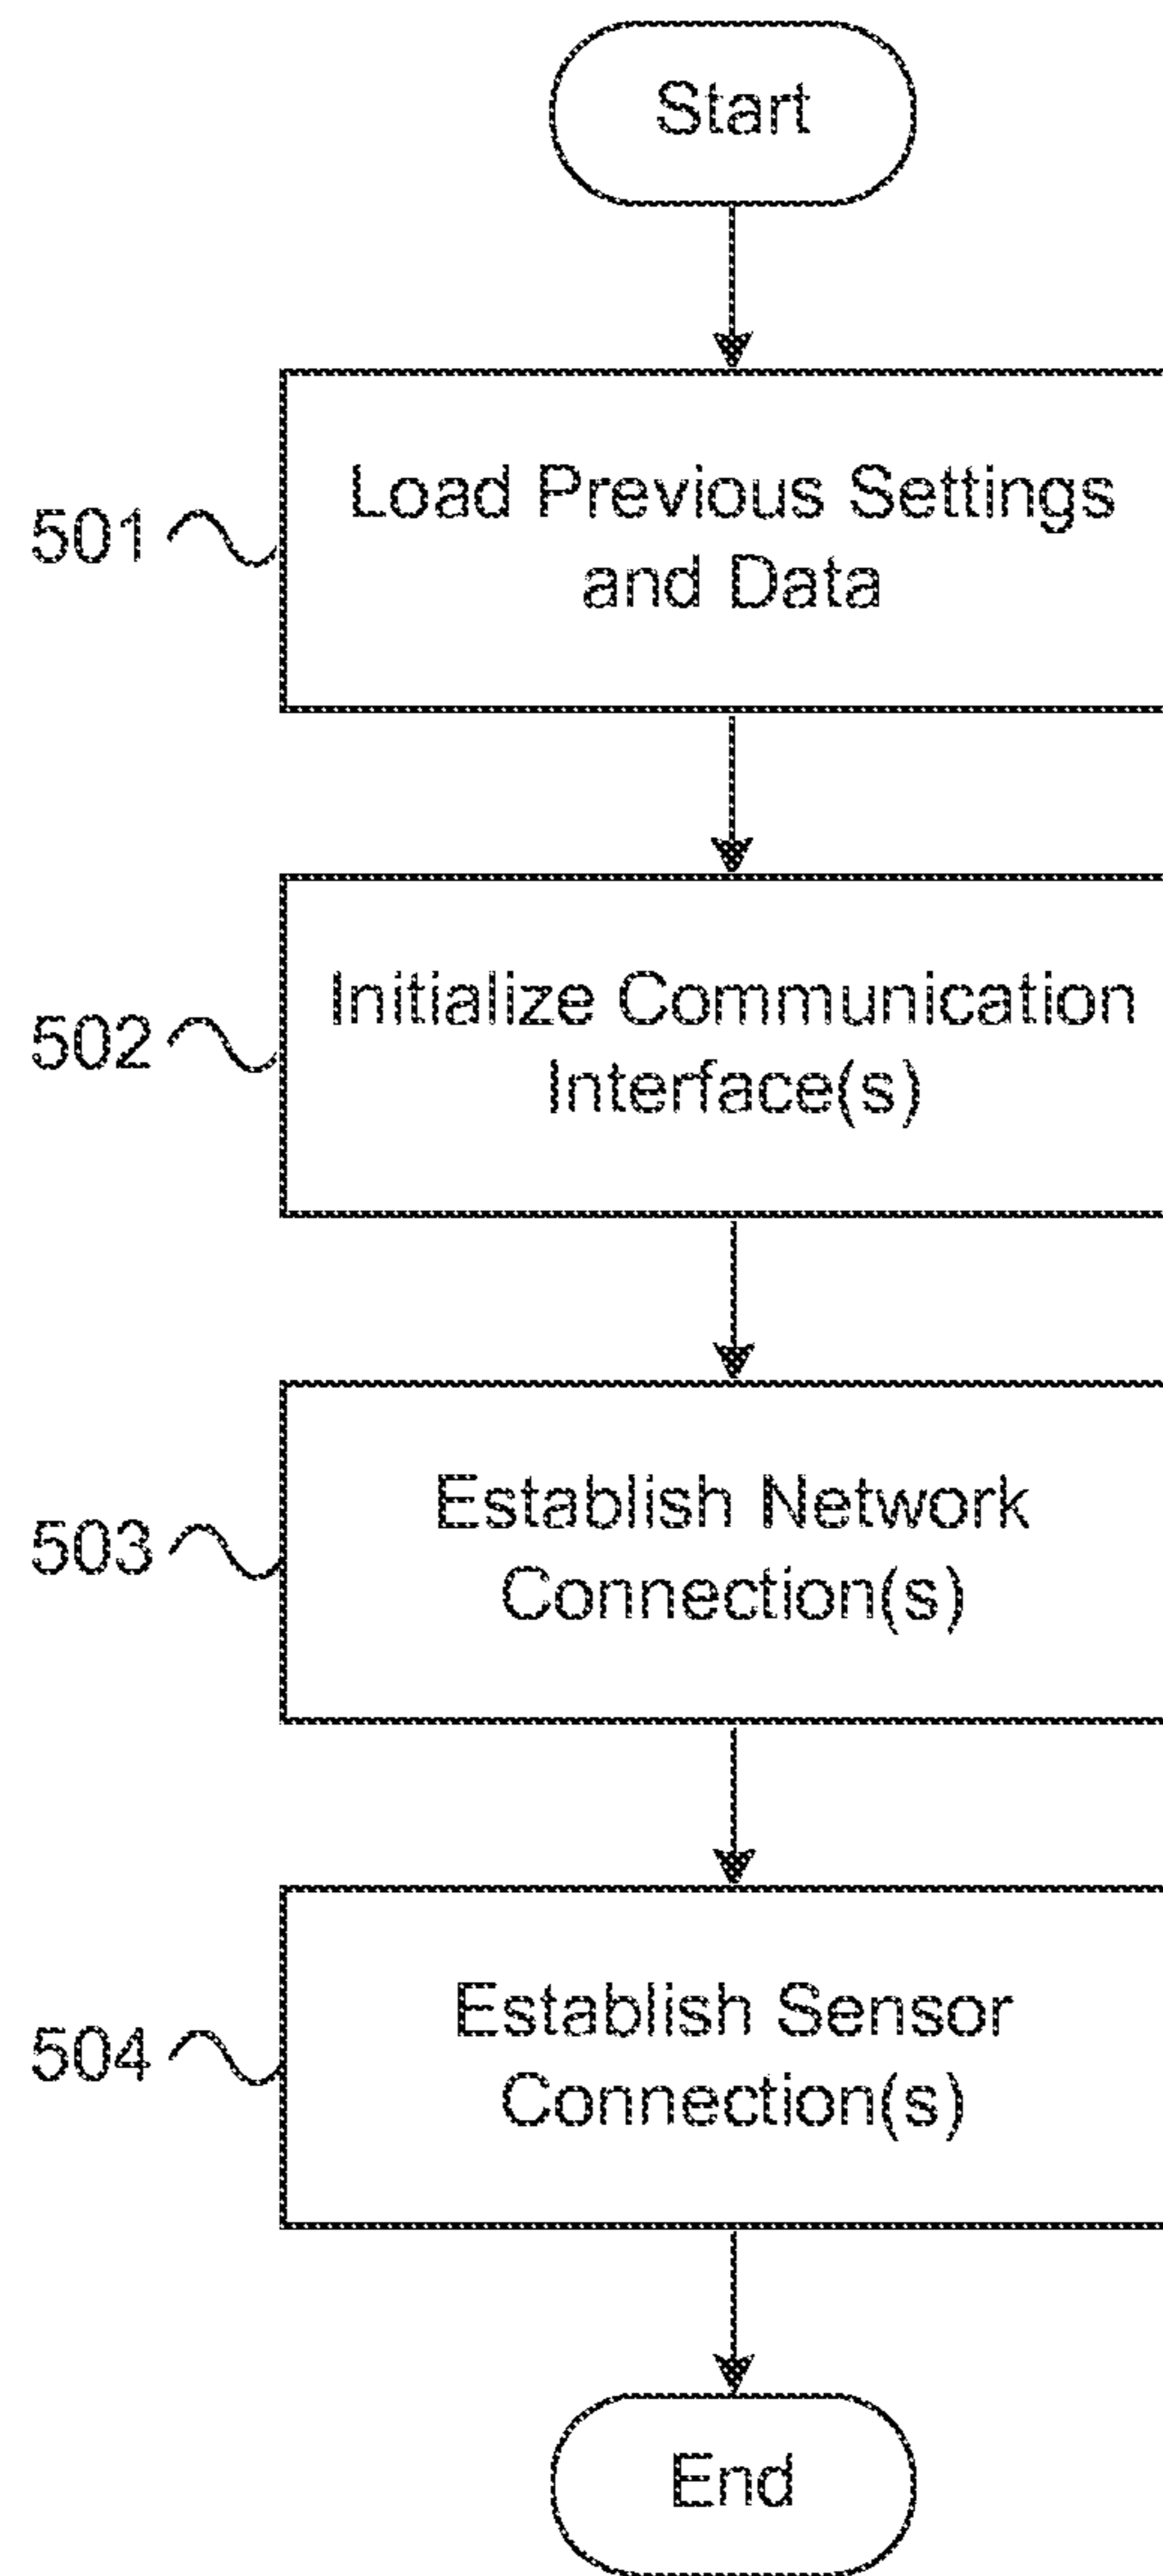 Start
501
Load Previous Settings
and Data
502
Initialize Communication
Interface(s)
503
Establish Network
Connection(s)
504
Establish Sensor
Connection(s)
End